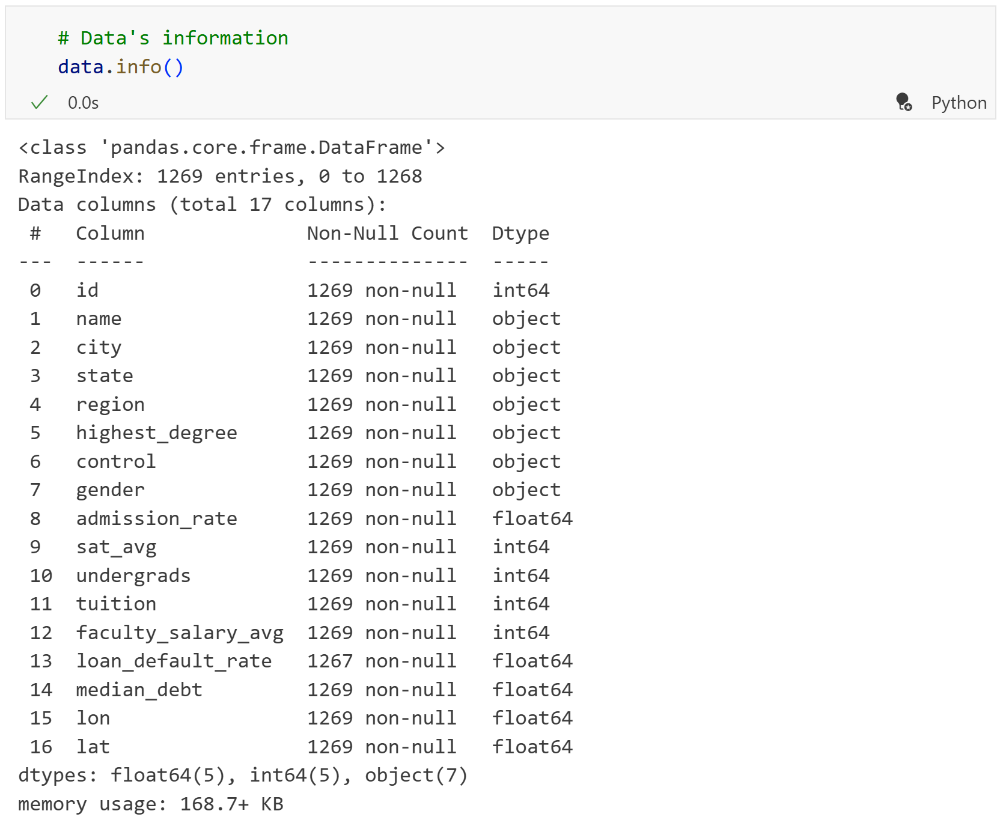 # Data's information
data.info()
0.0s
Python
<class 'pandas.core.frame.DataFrame'>
RangeIndex: 1269 entries, 0 to 1268
Data columns (total 17 columns):
 #   Column              Non-Null Count  Dtype
---  ------              --------------  -----
 0   id                  1269 non-null   int64
 1   name                1269 non-null   object
 2   city                1269 non-null   object
 3   state               1269 non-null   object
 4   region              1269 non-null   object
 5   highest_degree      1269 non-null   object
 6   control             1269 non-null   object
 7   gender              1269 non-null   object
 8   admission_rate      1269 non-null   float64
 9   sat_avg             1269 non-null   int64
 10  undergrads          1269 non-null   int64
 11  tuition             1269 non-null   int64
 12  faculty_salary_avg  1269 non-null   int64
 13  loan_default_rate   1267 non-null   float64
 14  median_debt         1269 non-null   float64
 15  lon                 1269 non-null   float64
 16  lat                 1269 non-null   float64
dtypes: float64(5), int64(5), object(7)
memory usage: 168.7+ KB